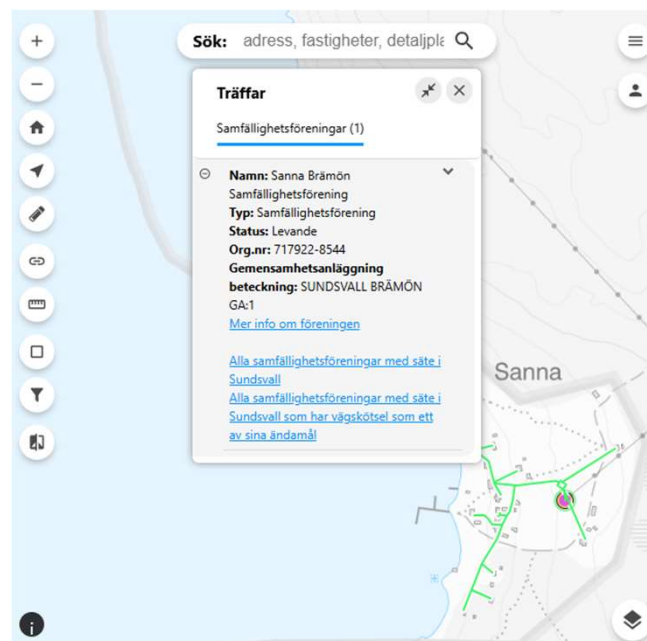 Sök: adress, fastigheter, detaljpla
Träffar
Samfällighetsföreningar (1)
Namn: Sanna Brämön
Samfällighetsförening
Typ: Samfällighetsförening
Status: Levande
Org.nr: 717922-8544
Gemensamhetsanläggning
beteckning: SUNDSVALL BRÄMÖN
GA:1
Mer info om föreningen
Alla samfällighetsföreningar med säte i
Sundsvall
Alla samfällighetsföreningar med säte i
Sundsvall som har vägskötsel som ett
av sina ändamål
Sanna